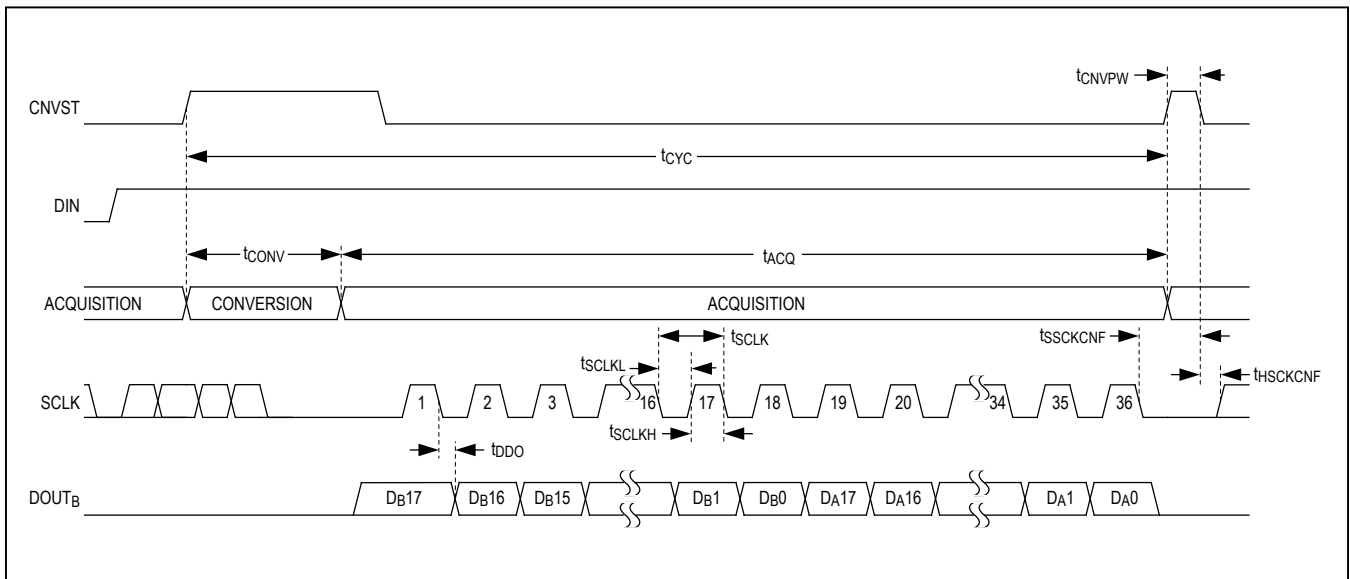 tCNVPW
CNVST
tCYC
DIN
tCONV
tACQ
ACQUISITION CONVERSION ACQUISITION
tSCLK
tSSCKCNF
tSCLKL
tHSCKCNF
SCLK 1 2 3 16 17 18 19 20 34 35 36
tSCLKH
tDDO
DOUTB DB17 DB16 DB15 DB1 DB0 DA17 DA16 DA1 DA0